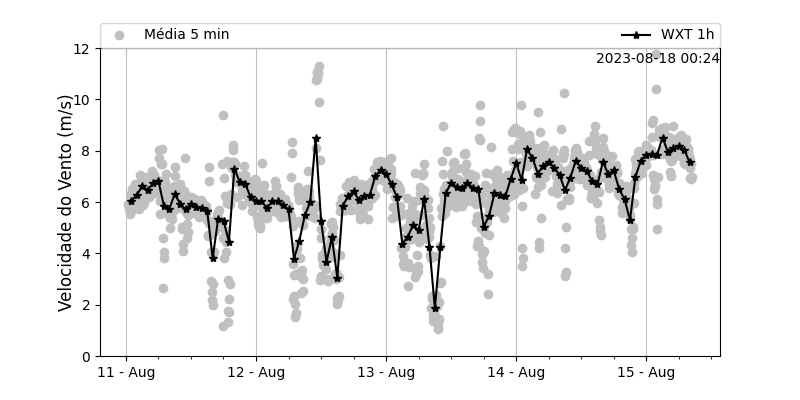 Média 5 min
WXT 1h
2023-08-18 00:24
Velocidade do Vento (m/s)
12
10
8
6
4
2
0
11 - Aug
12 - Aug
13 - Aug
14 - Aug
15 - Aug